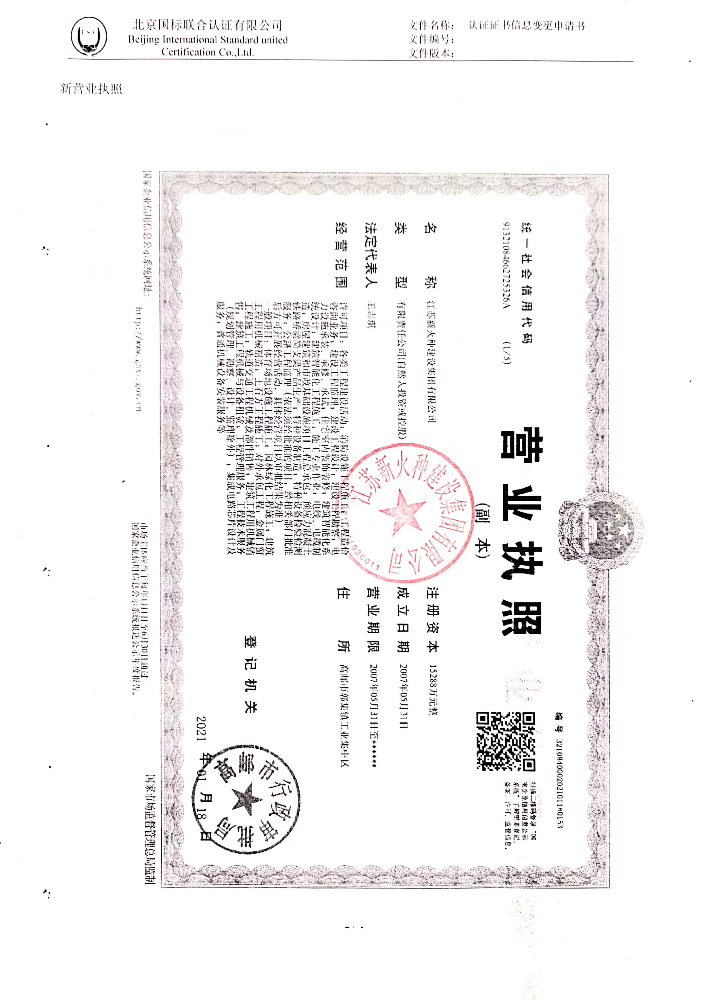 北京国标联合认证有限公司
Beijing International Standard united
Certification Co.,Ltd.
文件名称: 认证证书信息变更申请书
文件编号:
文件版本:
新营业执照
编号 321084000202101180153
统一社会信用代码
91321084662725326A (1/5)
营业执照
(副 本)
扫描二维码登录“国
家企业信用信息公示
系统”了解更多登记、
备案、许可、监管信息。
名称 江苏新火种建设集团有限公司
类型 有限责任公司(自然人投资或控股)
法定代表人 王志琪
经营范围 许可项目:各类工程建设活动;消防设施工程施工;工程造价
咨询业务;建设工程监理;建设工程设计;建设工程勘察;电
力设施承装、承修、承试;住宅室内装饰装修;建筑智能化系
统设计;建筑智能化工程施工;施工专业作业;电线、电缆制
造;房屋建筑和市政基础设施项目工程总承包;预应力混凝土
铁路桥梁简支梁产品生产;特种设备制造;特种设备检验检测
服务;公路工程监理(依法须经批准的项目,经相关部门批准
后方可开展经营活动,具体经营项目以审批结果为准)
一般项目:体育场地设施工程施工;园林绿化工程施工;建筑
工程用机械制造;土石方工程施工;对外承包工程;金属门窗
工程施工;轨道交通工程机械及部件销售;建筑工程用机械销
售;建筑工程机械与设备租赁;工程管理服务;工程技术服务
(规划管理、勘察、设计、监理除外);集成电路芯片设计及
服务;普通机械设备安装服务等
注册资本 15288万元整
成立日期 2007年05月31日
营业期限 2007年05月31日至******
住所 高邮市郭集镇工业集中区
江苏新火种建设集团有限公司
登记机关
高邮市行政审批局
2021 年 01 月 18 日
国家企业信用信息公示系统网址: http://www.gsxt.gov.cn
市场主体应当于每年1月1日至6月30日通过
国家企业信用信息公示系统报送公示年度报告。
国家市场监督管理总局监制